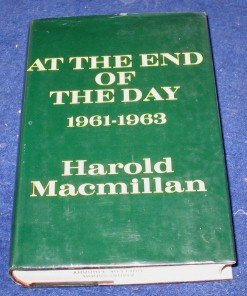 AT THE END
OF
THE DAY
1961-1963
Harold
Macmillan